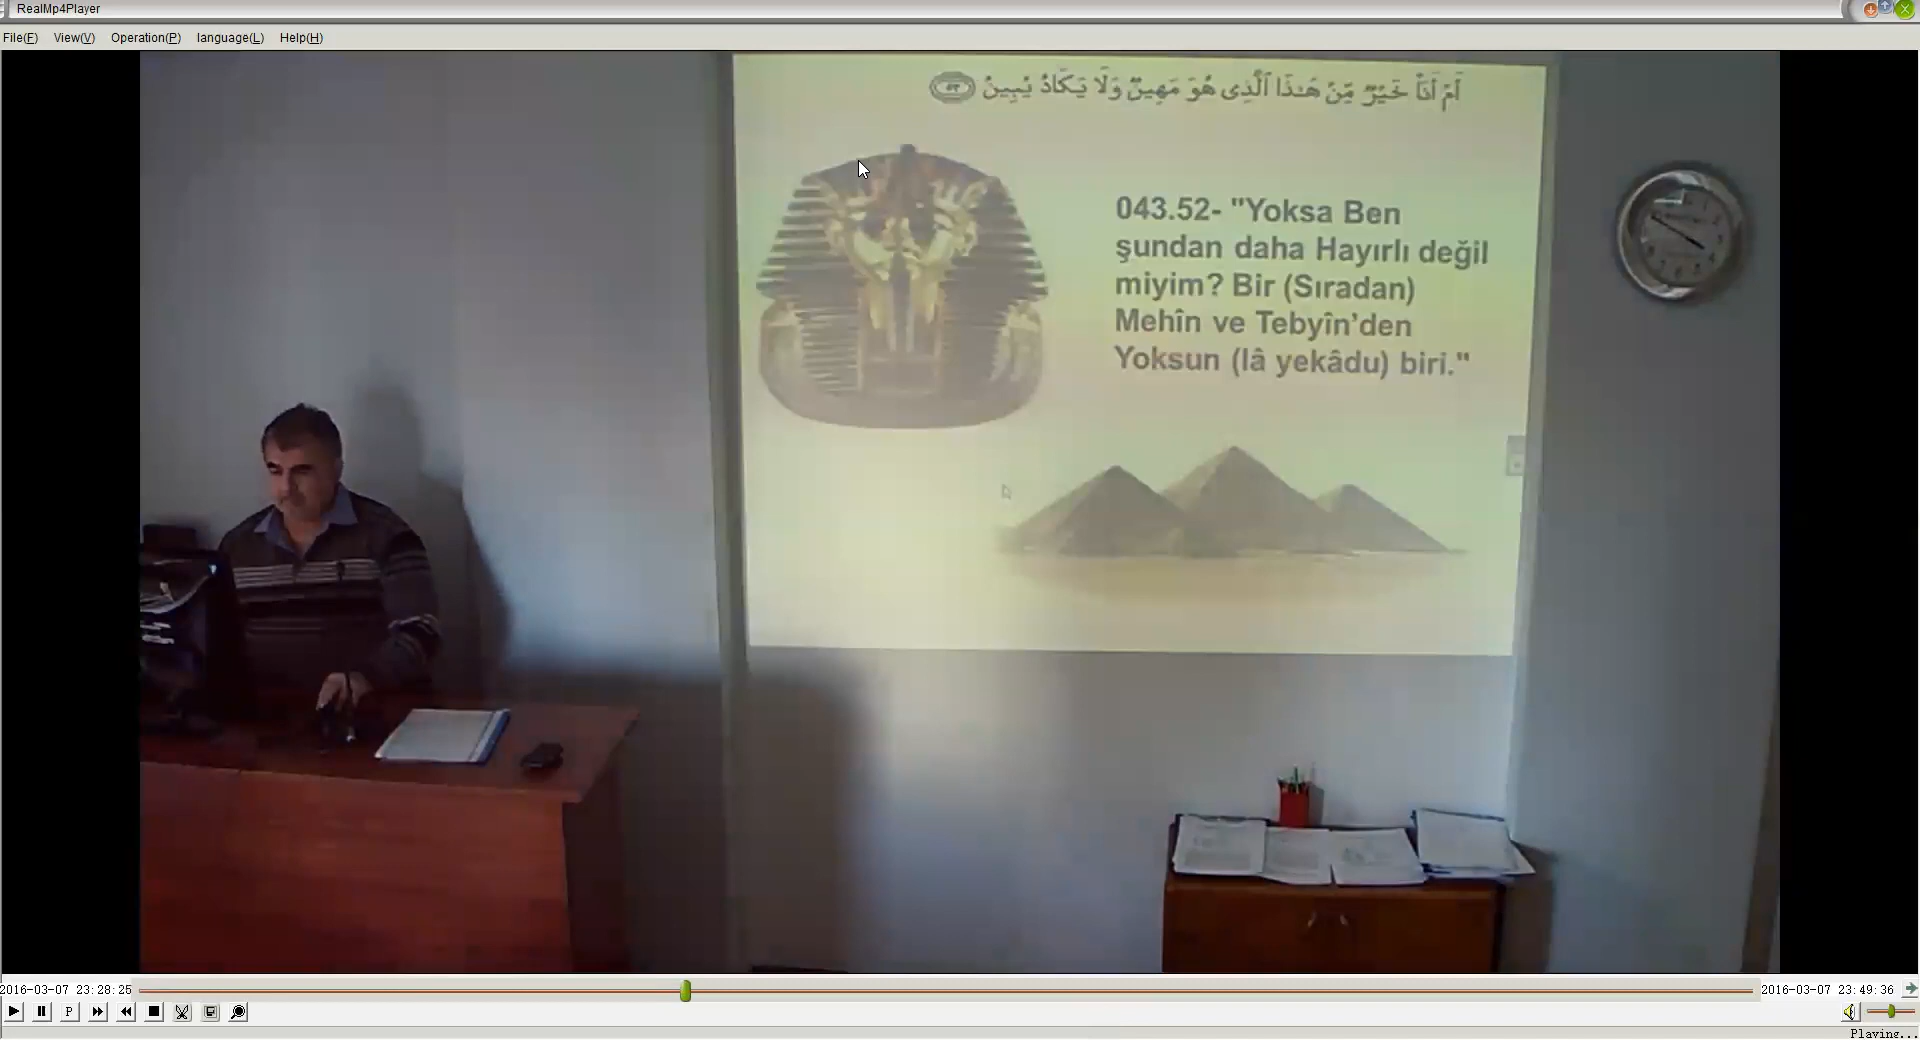 RealMp4Player
File(F) View(V) Operation(P) language(L) Help(H)
أَمْ أَنَا۠ خَيْرٌ مِّنْ هَـٰذَا ٱلَّذِى هُوَ مَهِينٌ وَلَا يَكَادُ يُبِينُ ٥٢
043.52- "Yoksa Ben
şundan daha Hayırlı değil
miyim? Bir (Sıradan)
Mehîn ve Tebyîn’den
Yoksun (lâ yekâdu) biri."
2016-03-07 23:28:25
2016-03-07 23:49:36
P
Playing...